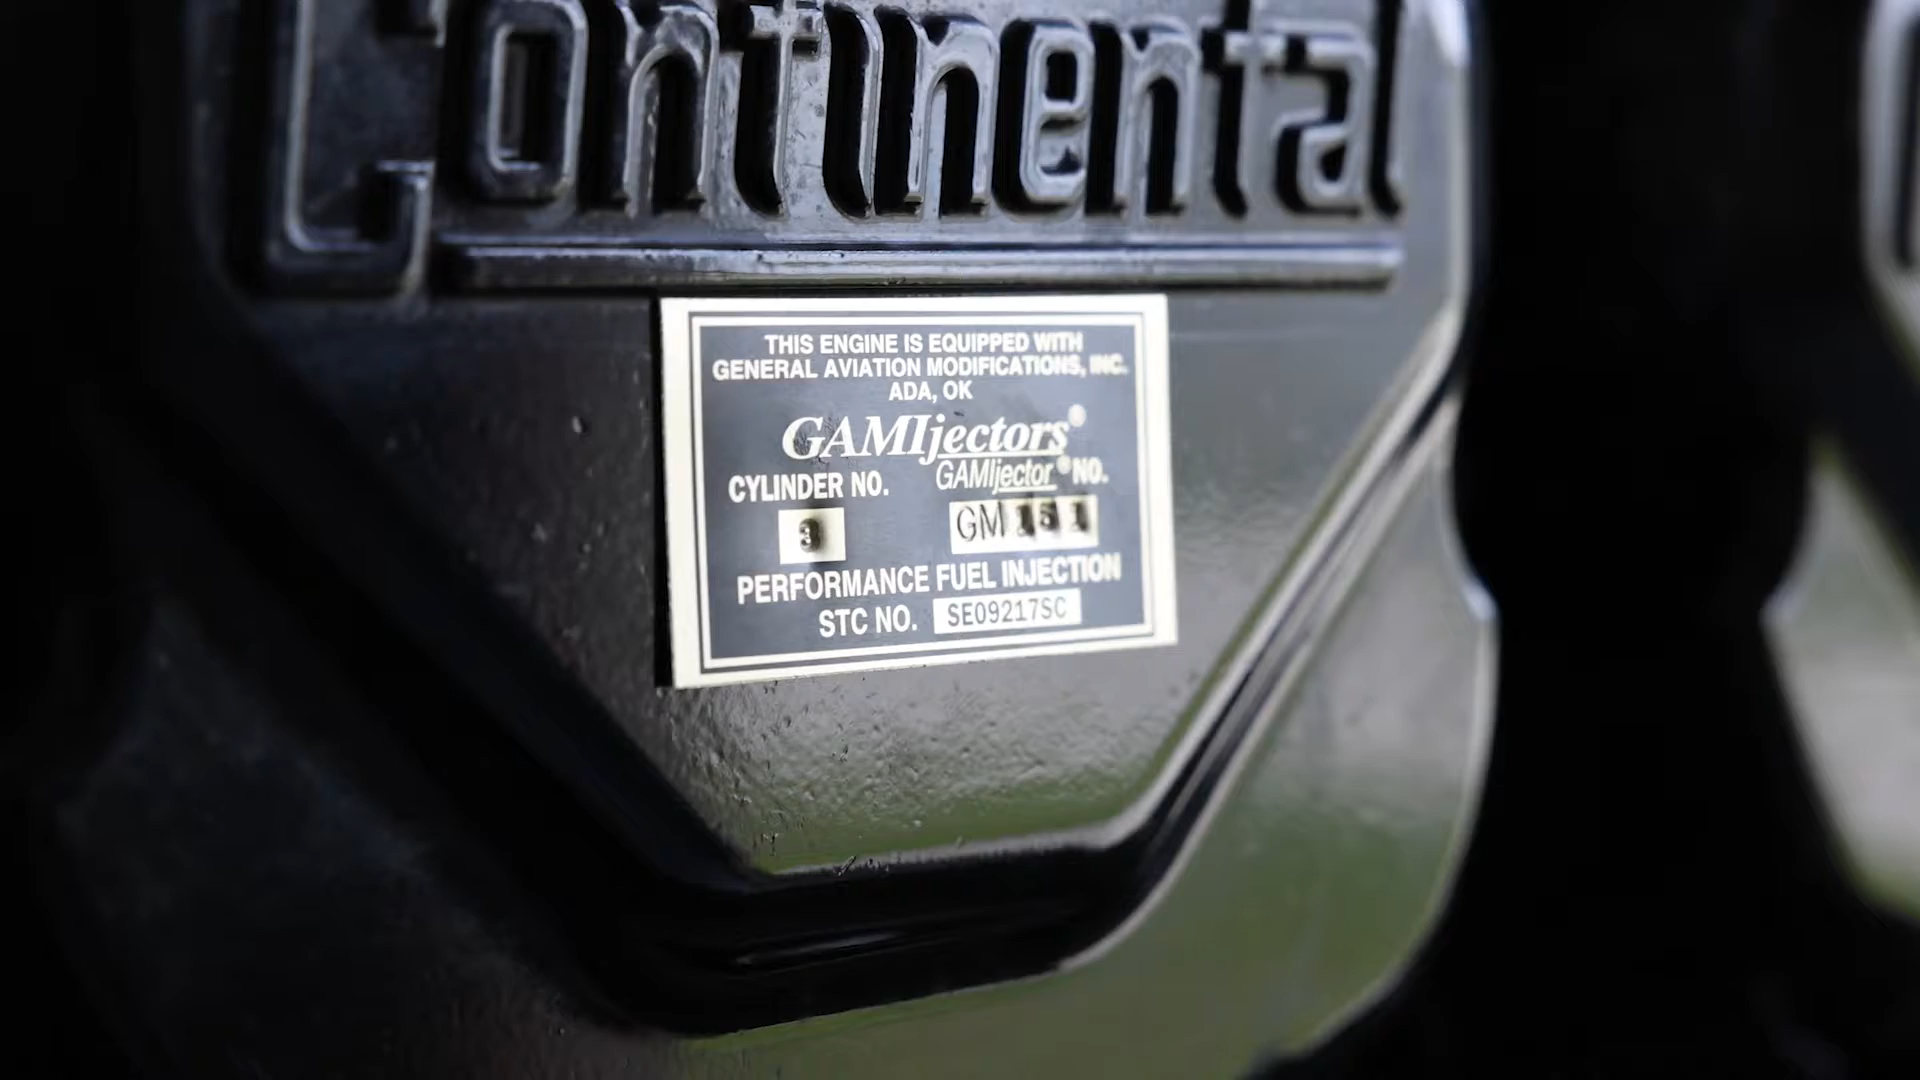 Continental
THIS ENGINE IS EQUIPPED WITH
GENERAL AVIATION MODIFICATIONS, INC.
ADA, OK
GAMIjectors®
CYLINDER NO. GAMIjector® NO.
3 GM 151
PERFORMANCE FUEL INJECTION
STC NO. SE09217SC